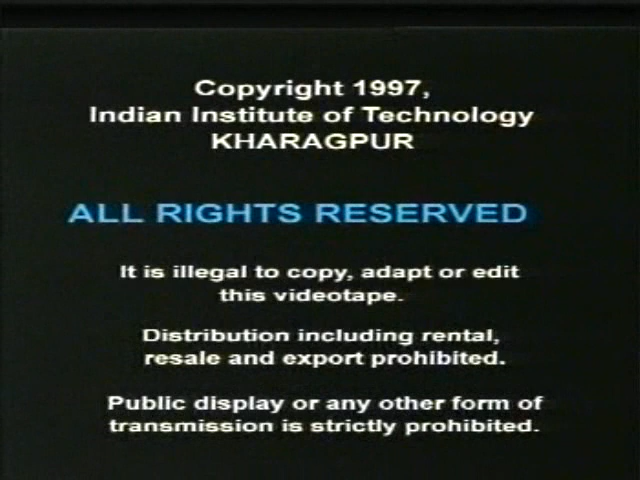 Copyright 1997,
Indian Institute of Technology
KHARAGPUR
ALL RIGHTS RESERVED
It is illegal to copy, adapt or edit
this videotape.
Distribution including rental,
resale and export prohibited.
Public display or any other form of
transmission is strictly prohibited.